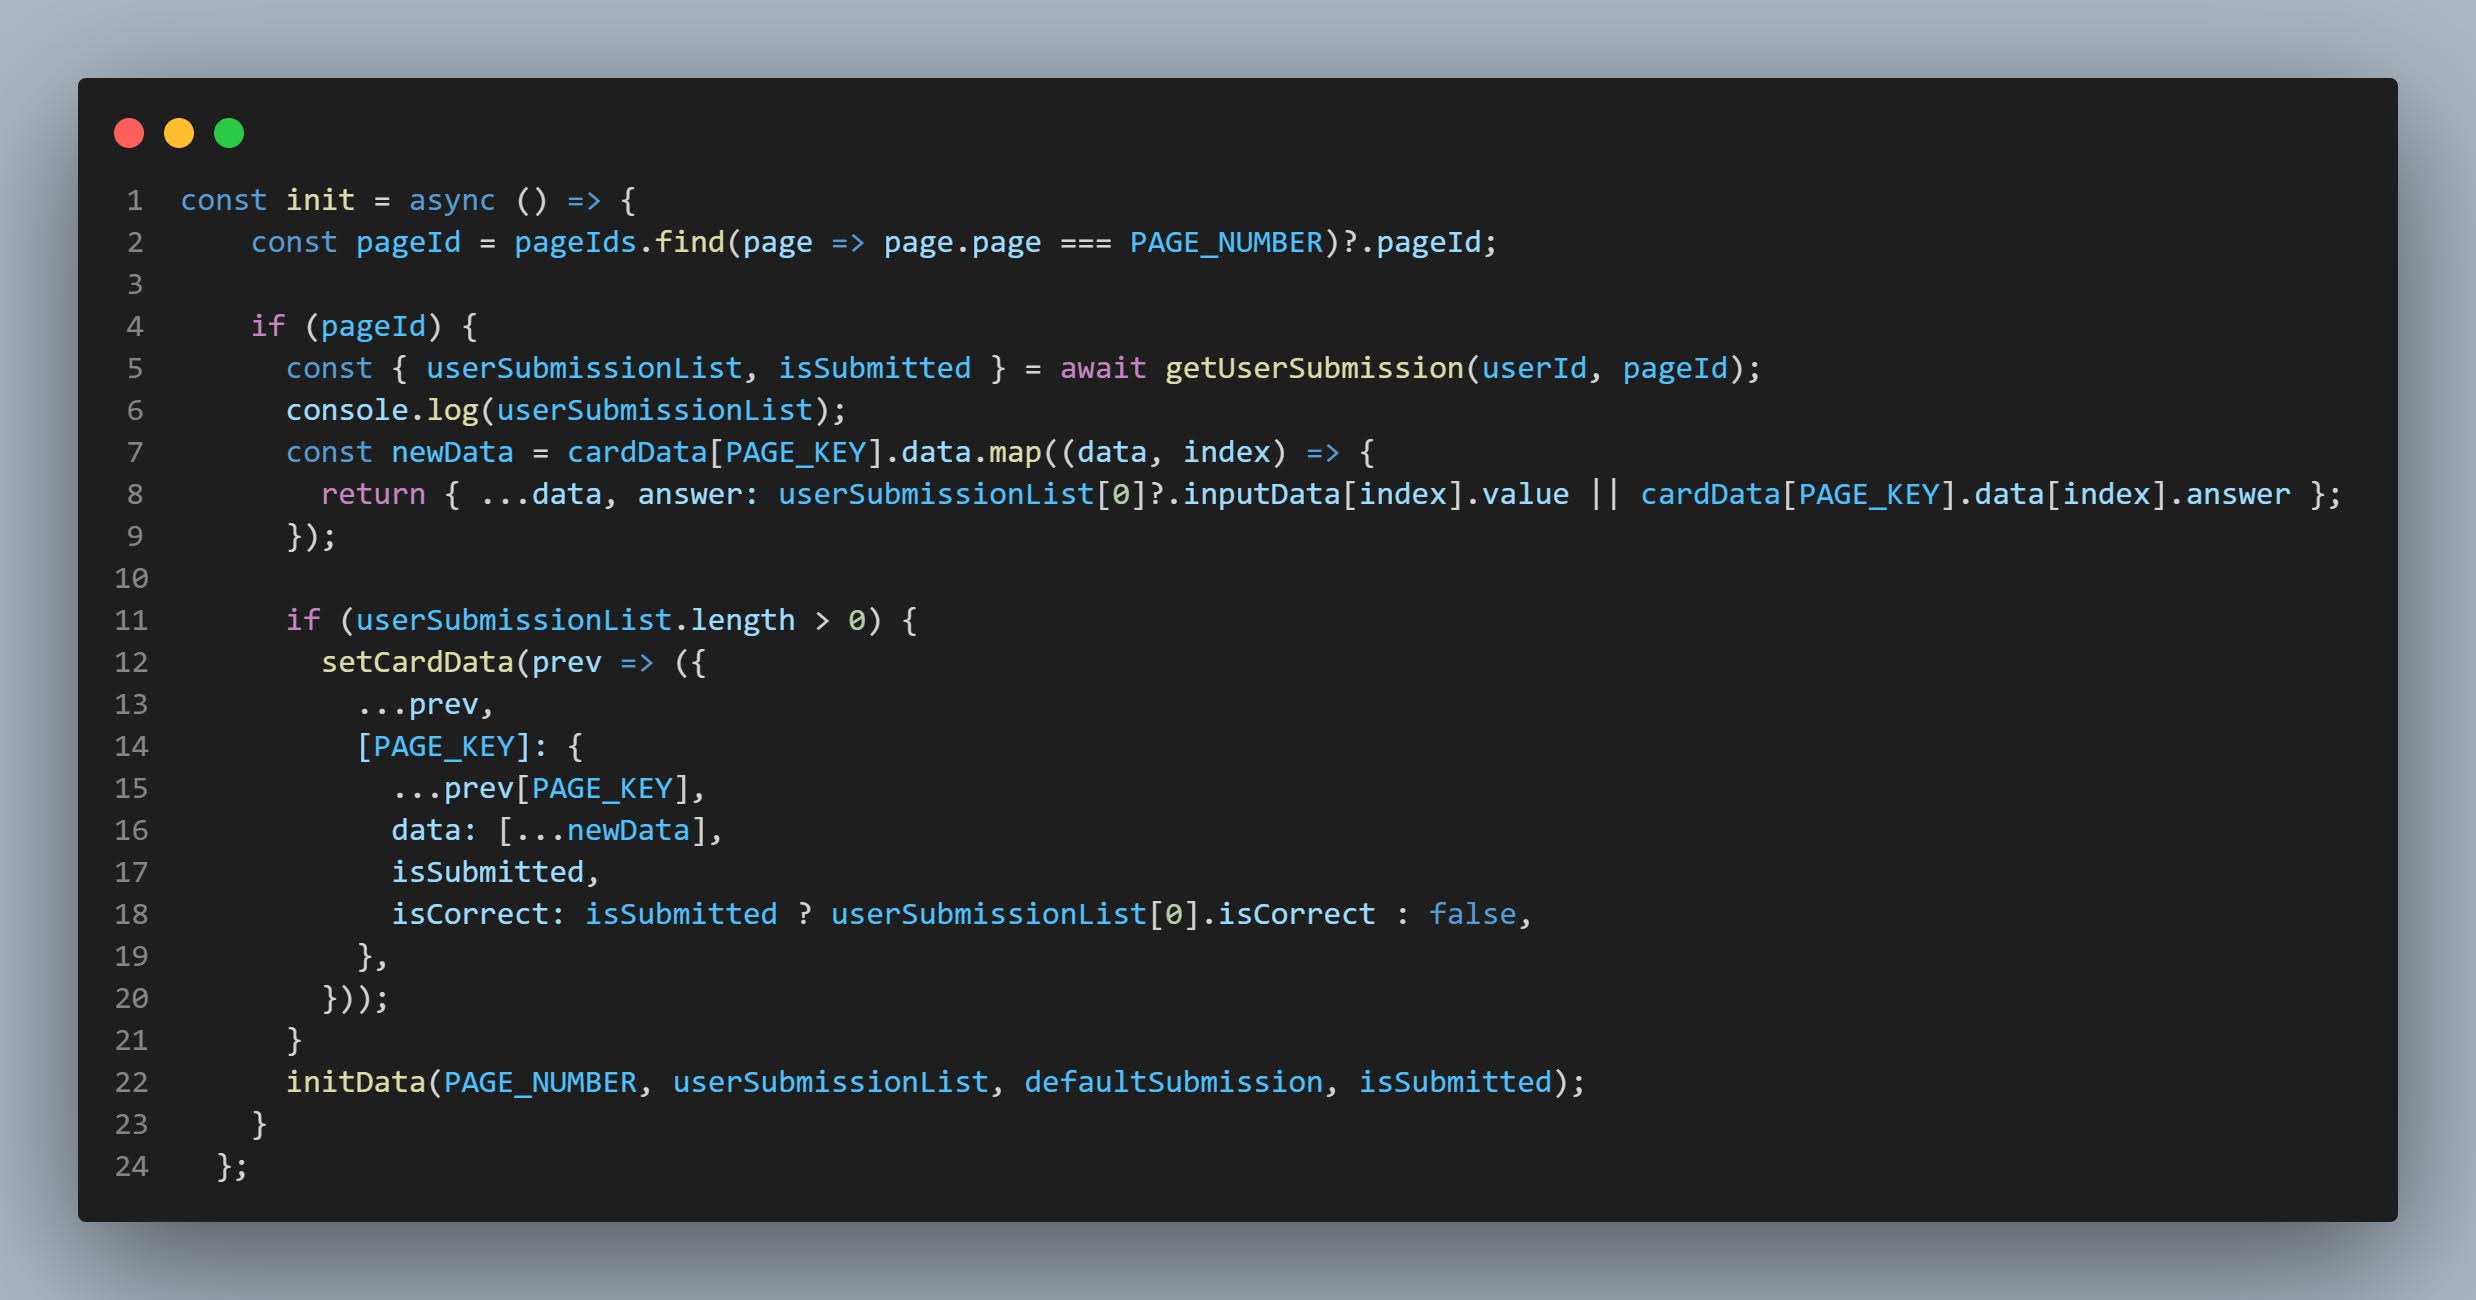 1 const init = async () => {
2     const pageId = pageIds.find(page => page.page === PAGE_NUMBER)?.pageId;
3
4     if (pageId) {
5       const { userSubmissionList, isSubmitted } = await getUserSubmission(userId, pageId);
6       console.log(userSubmissionList);
7       const newData = cardData[PAGE_KEY].data.map((data, index) => {
8         return { ...data, answer: userSubmissionList[0]?.inputData[index].value || cardData[PAGE_KEY].data[index].answer };
9       });
10
11       if (userSubmissionList.length > 0) {
12         setCardData(prev => ({
13           ...prev,
14           [PAGE_KEY]: {
15             ...prev[PAGE_KEY],
16             data: [...newData],
17             isSubmitted,
18             isCorrect: isSubmitted ? userSubmissionList[0].isCorrect : false,
19           },
20         }));
21       }
22       initData(PAGE_NUMBER, userSubmissionList, defaultSubmission, isSubmitted);
23     }
24   };